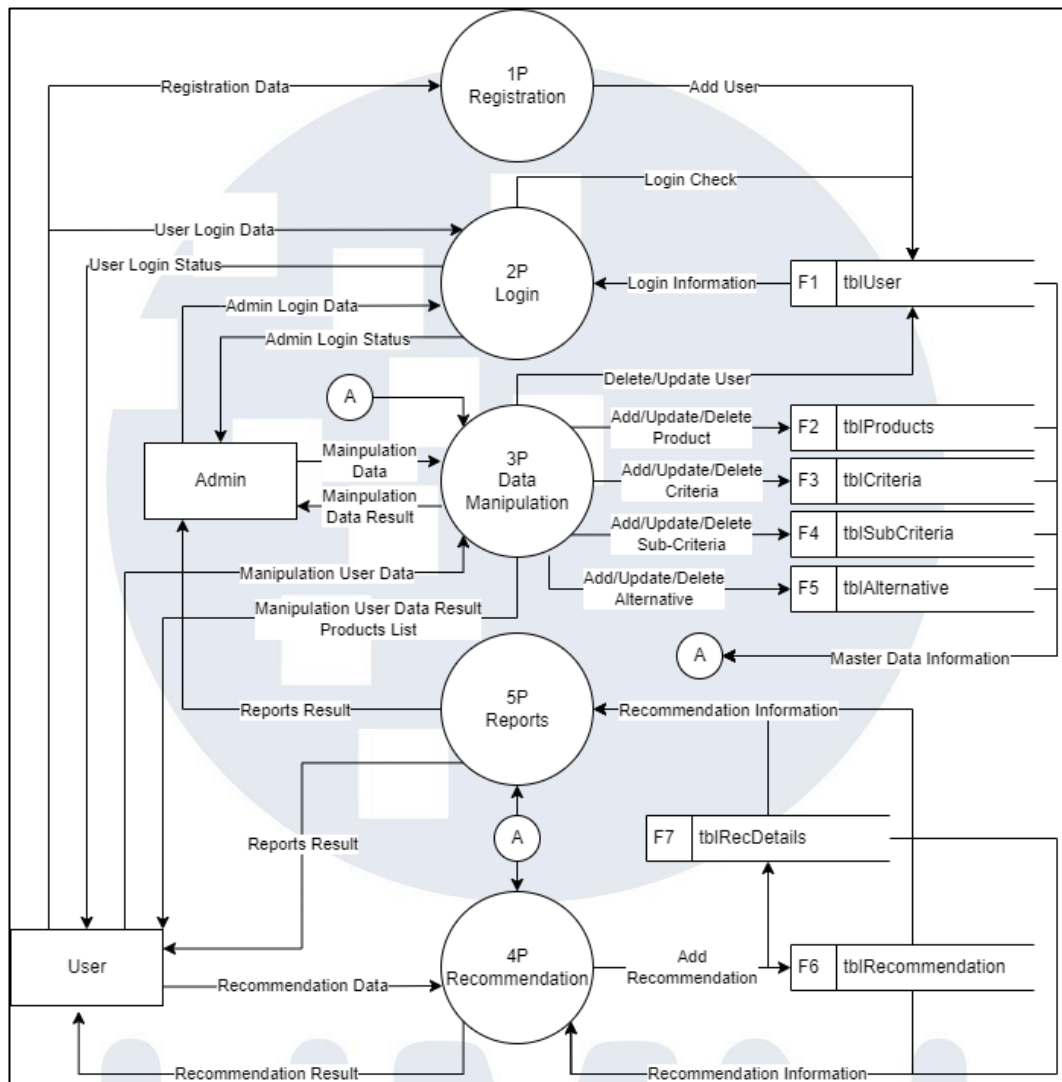 1P
Registration
Registration Data
Add User
Login Check
User Login Data
User Login Status
2P
Login
Login Information
F1 tblUser
Admin Login Data
Admin Login Status
Delete/Update User
A
3P
Data
Manipulation
Add/Update/Delete
Product
F2 tblProducts
Admin
Mainpulation
Data
Add/Update/Delete
Criteria
F3 tblCriteria
Mainpulation
Data Result
Add/Update/Delete
Sub-Criteria
F4 tblSubCriteria
Manipulation User Data
Add/Update/Delete
Alternative
F5 tblAlternative
Manipulation User Data Result
Products List
A
Master Data Information
5P
Reports
Reports Result
Recommendation Information
Reports Result
A
F7 tblRecDetails
User
4P
Recommendation
Add
Recommendation
F6 tblRecommendation
Recommendation Data
Recommendation Result
Recommendation Information